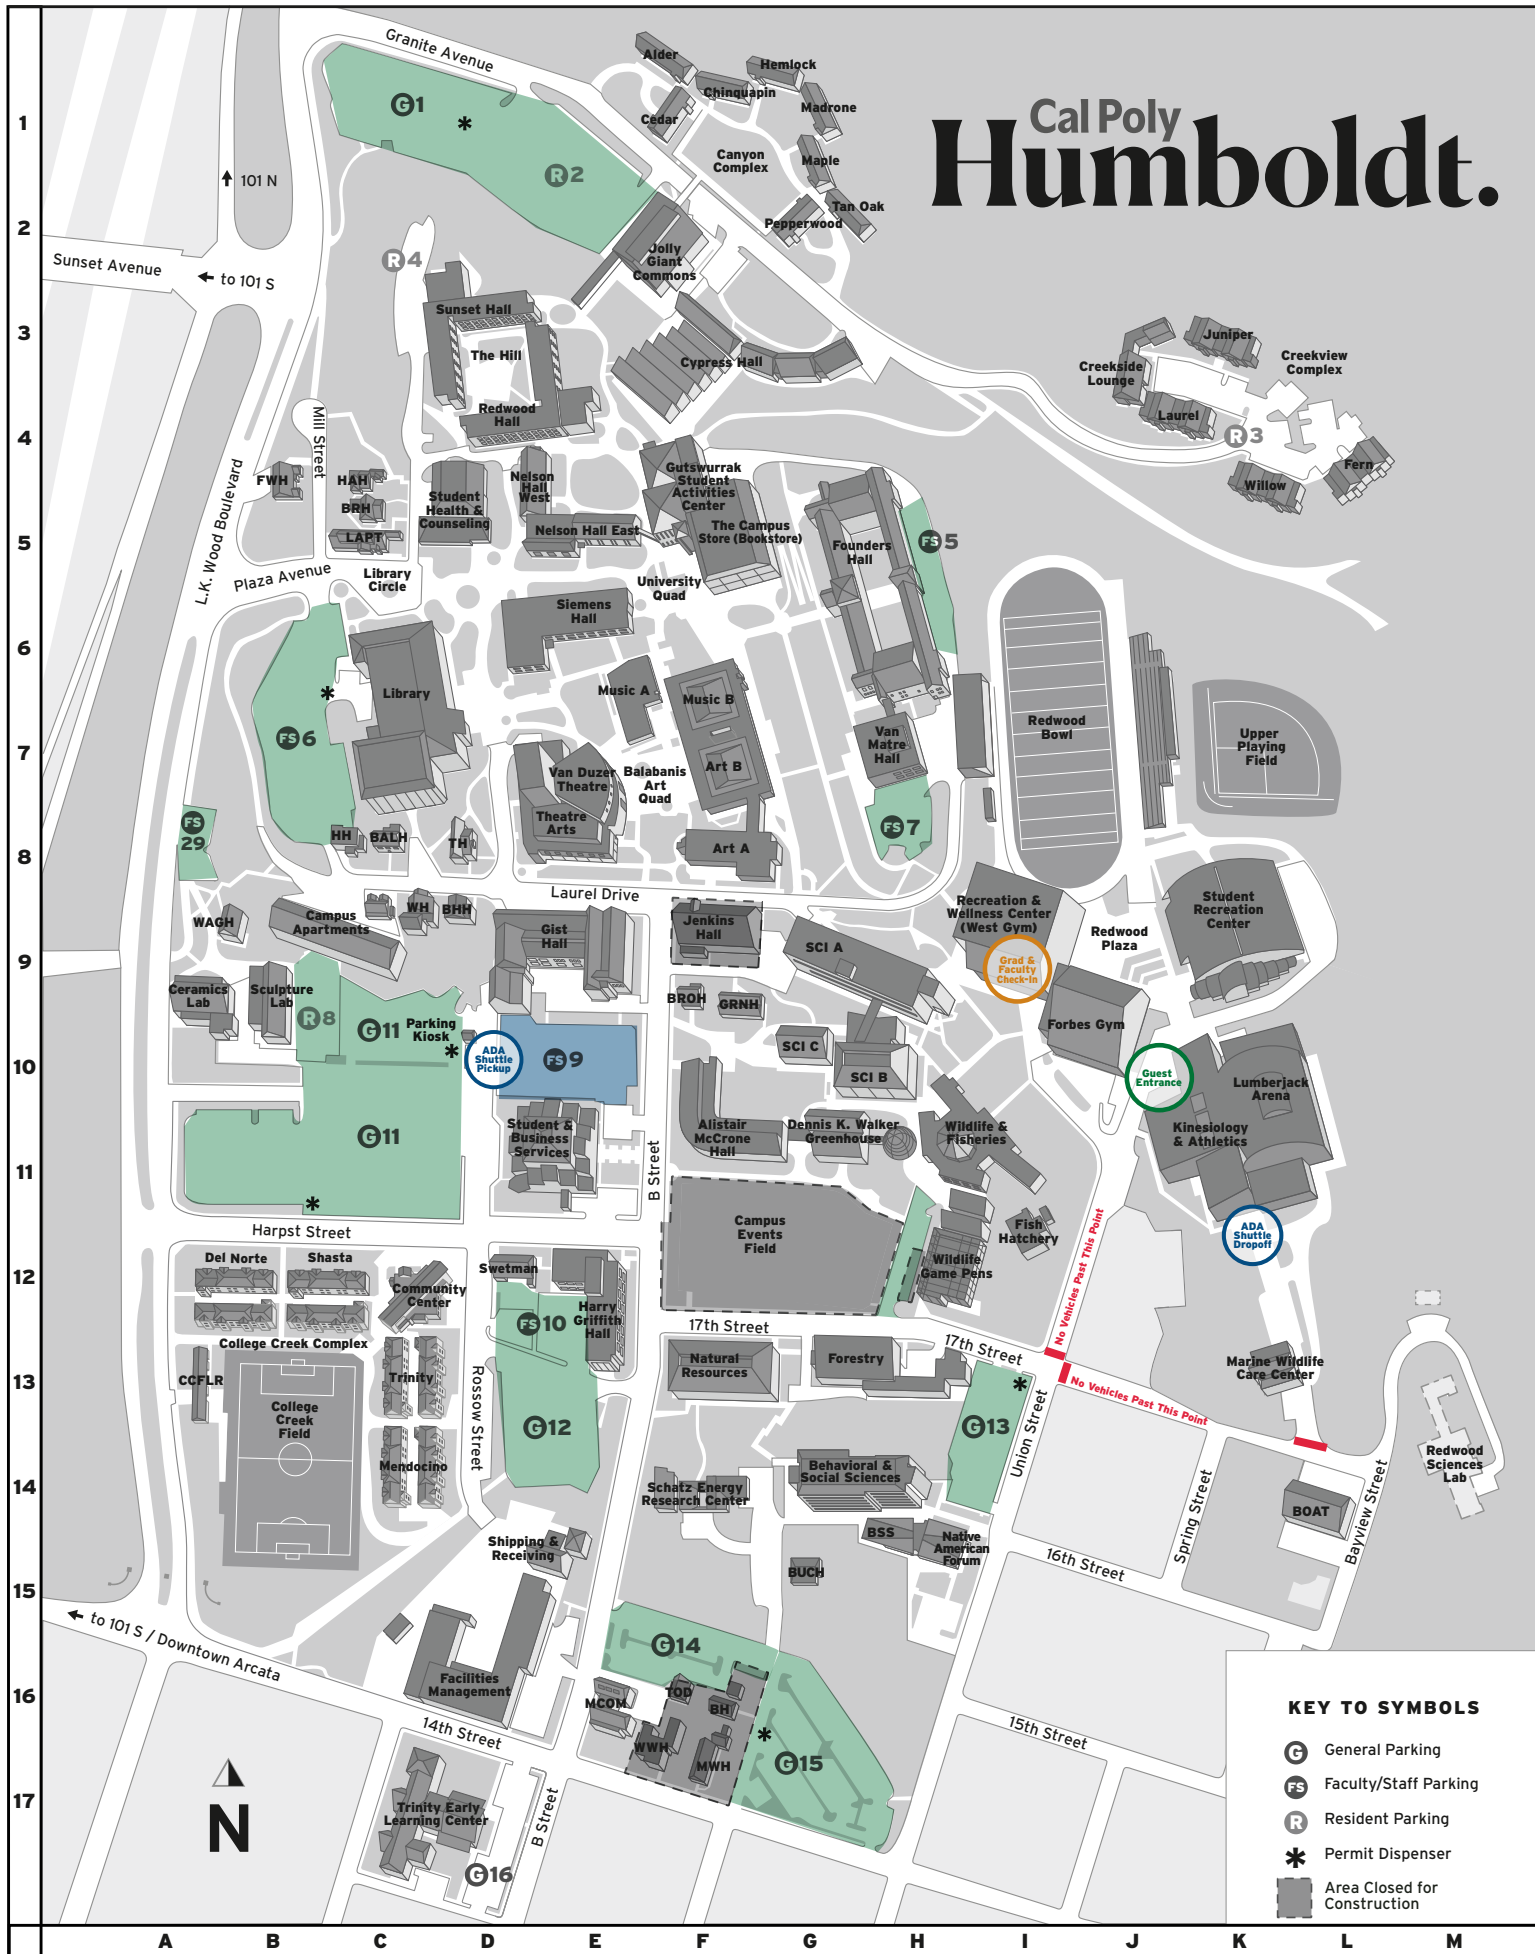 Cal Poly
Humboldt.
Granite Avenue
Alder
Hemlock
Chinquapin
Madrone
Cedar
Canyon
Complex
Maple
Tan Oak
Pepperwood
G1
*
R2
101 N
Sunset Avenue
to 101 S
R4
Jolly
Giant
Commons
Sunset Hall
The Hill
Redwood
Hall
Cypress Hall
Juniper
Creekside
Lounge
Creekview
Complex
Laurel
R3
Fern
Willow
Mill Street
L.K. Wood Boulevard
FWH
HAH
BRH
LAPT
Student
Health &
Counseling
Nelson
Hall
West
Nelson Hall East
Gutswurrak
Student
Activities
Center
The Campus
Store (Bookstore)
Founders
Hall
FS 5
Plaza Avenue
Library
Circle
University
Quad
Siemens
Hall
Library
*
FS 6
Music A
Music B
Art B
Van
Matre
Hall
Redwood
Bowl
Upper
Playing
Field
Van Duzer
Theatre
Theatre
Arts
Balabanis
Art
Quad
FS
29
HH
BALH
TH
Art A
FS 7
Laurel Drive
WAGH
Campus
Apartments
WH
BHH
Gist
Hall
Jenkins
Hall
SCI A
Recreation &
Wellness Center
(West Gym)
Redwood
Plaza
Student
Recreation
Center
Grad &
Faculty
Check-In
Ceramics
Lab
Sculpture
Lab
R8
G11
Parking
Kiosk
*
ADA
Shuttle
Pickup
FS 9
BROH
GRNH
SCI C
SCI B
Forbes Gym
Guest
Entrance
Lumberjack
Arena
Kinesiology
& Athletics
G11
*
Student &
Business
Services
B Street
Alistair
McCrone
Hall
Dennis K. Walker
Greenhouse
Wildlife &
Fisheries
Harpst Street
Campus
Events
Field
Fish
Hatchery
Wildlife
Game Pens
No Vehicles Past This Point
ADA
Shuttle
Dropoff
Del Norte
Shasta
Community
Center
Swetman
FS 10
Harry
Griffith
Hall
College Creek Complex
17th Street
17th Street
CCFLR
College
Creek
Field
Trinity
Rossow Street
G12
Natural
Resources
Forestry
*
G13
Union Street
No Vehicles Past This Point
Marine Wildlife
Care Center
Redwood
Sciences
Lab
Mendocino
Schatz Energy
Research Center
Behavioral &
Social Sciences
Spring Street
BOAT
Bayview Street
Shipping &
Receiving
BSS
Native
American
Forum
BUCH
16th Street
to 101 S / Downtown Arcata
Facilities
Management
G14
TOD
MCOM
BH
WWH
MWH
*
G15
15th Street
14th Street
Trinity Early
Learning Center
B Street
G16
N
KEY TO SYMBOLS
G General Parking
FS Faculty/Staff Parking
R Resident Parking
* Permit Dispenser
Area Closed for
Construction
1
2
3
4
5
6
7
8
9
10
11
12
13
14
15
16
17
A B C D E F G H I J K L M